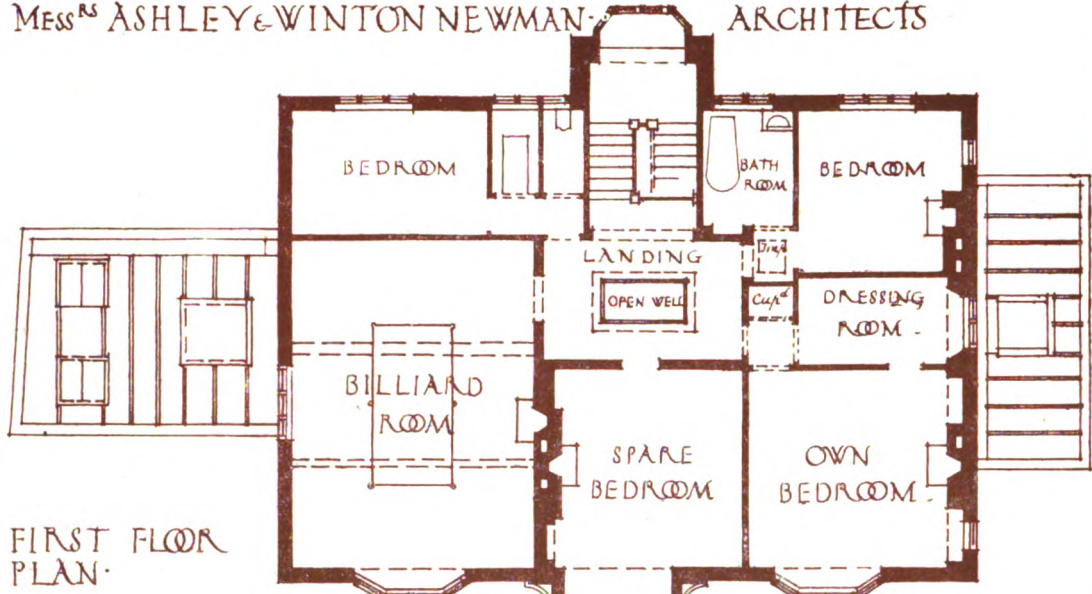 MESSRS ASHLEY & WINTON NEWMAN · ARCHITECTS
BEDROOM
BATH
ROOM
BEDROOM
LANDING
OPEN WELL
Cupd
DRESSING
ROOM
BILLIARD
ROOM
SPARE
BEDROOM
OWN
BEDROOM
FIRST FLOOR
PLAN.